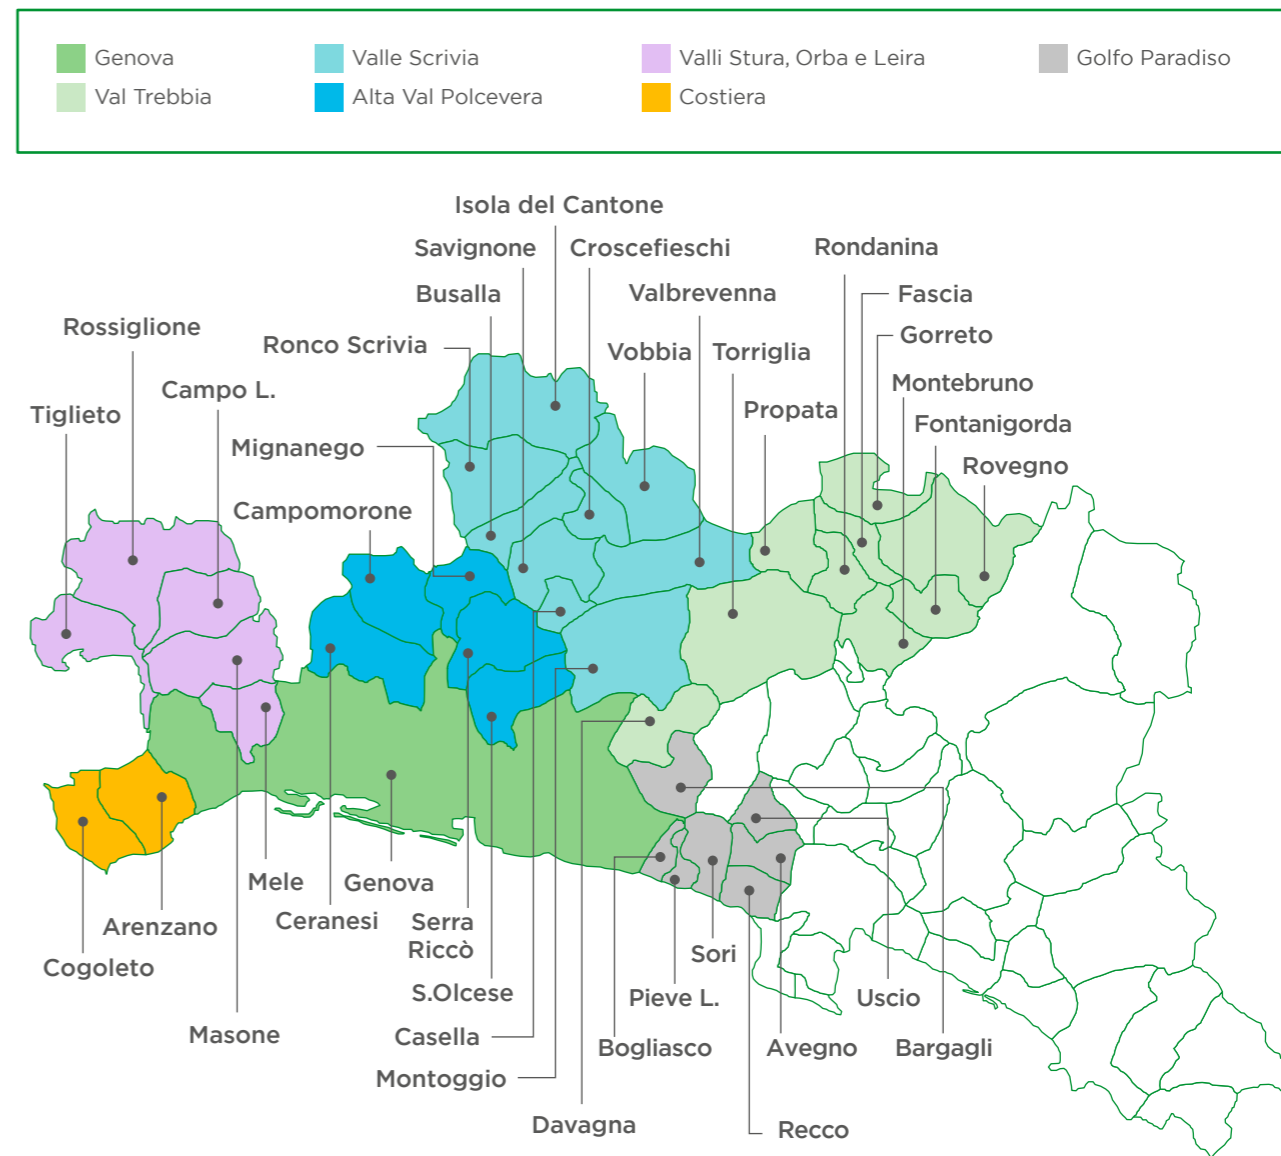 Genova
Valle Scrivia
Valli Stura, Orba e Leira
Golfo Paradiso
Val Trebbia
Alta Val Polcevera
Costiera
Isola del Cantone
Savignone
Croscefieschi
Rondanina
Busalla
Valbrevenna
Fascia
Rossiglione
Gorreto
Ronco Scrivia
Vobbia
Torriglia
Campo L.
Montebruno
Tiglieto
Propata
Fontanigorda
Mignanego
Rovegno
Campomorone
Mele
Genova
Arenzano
Ceranesi
Serra
Riccò
Cogoleto
Sori
S.Olcese
Pieve L.
Uscio
Masone
Casella
Bogliasco
Avegno
Bargagli
Montoggio
Davagna
Recco